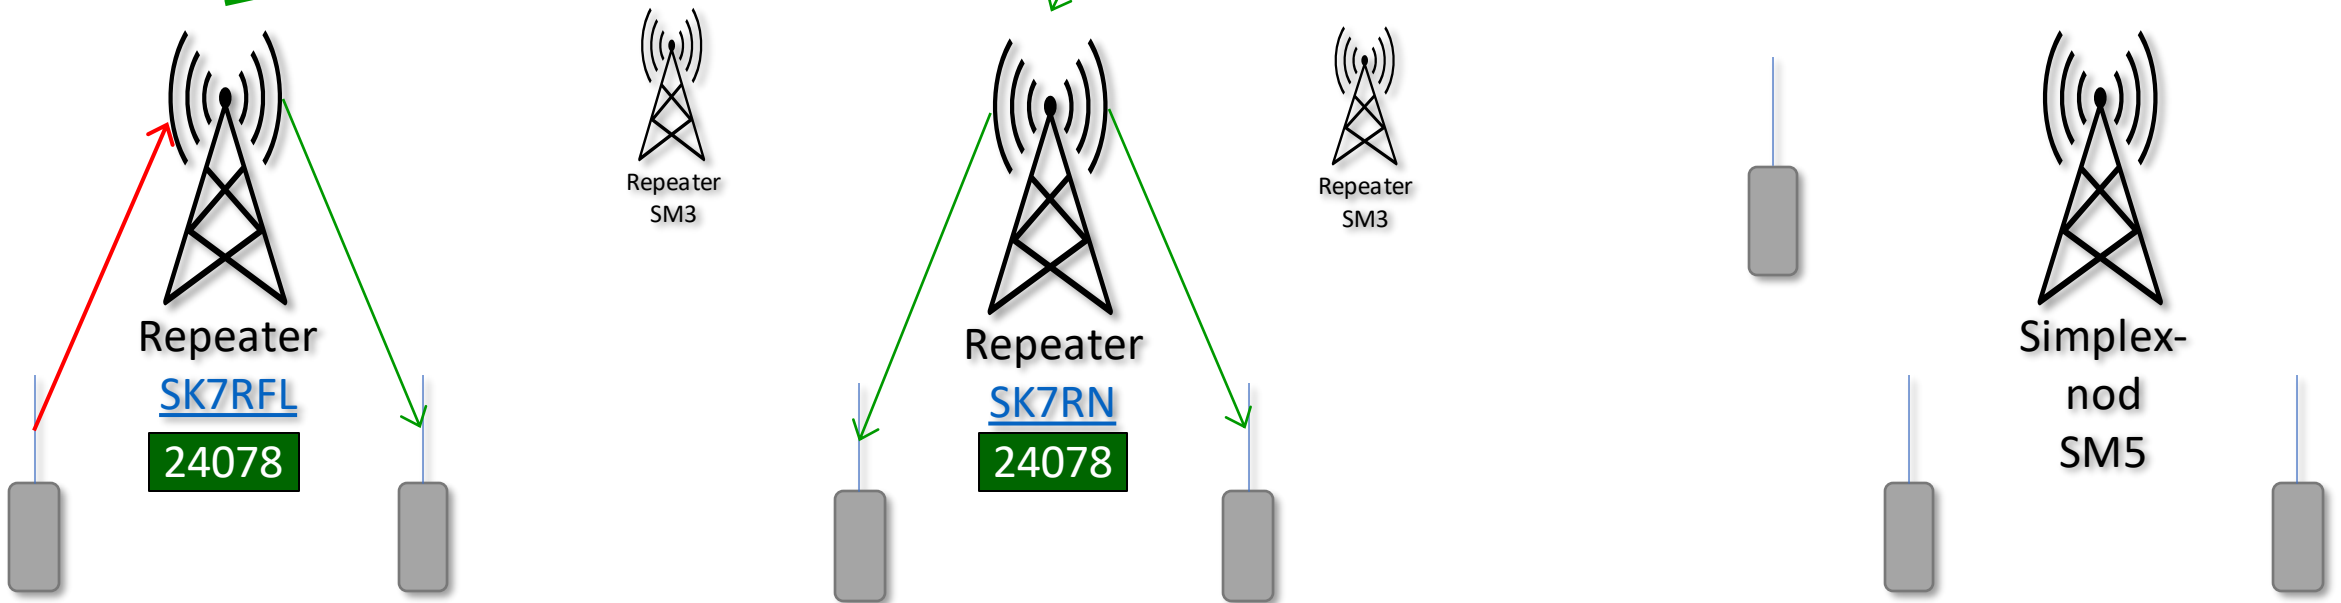 Repeater
SK7RFL
24078
Repeater
SM3
Repeater
SK7RN
24078
Repeater
SM3
Simplex-
nod
SM5